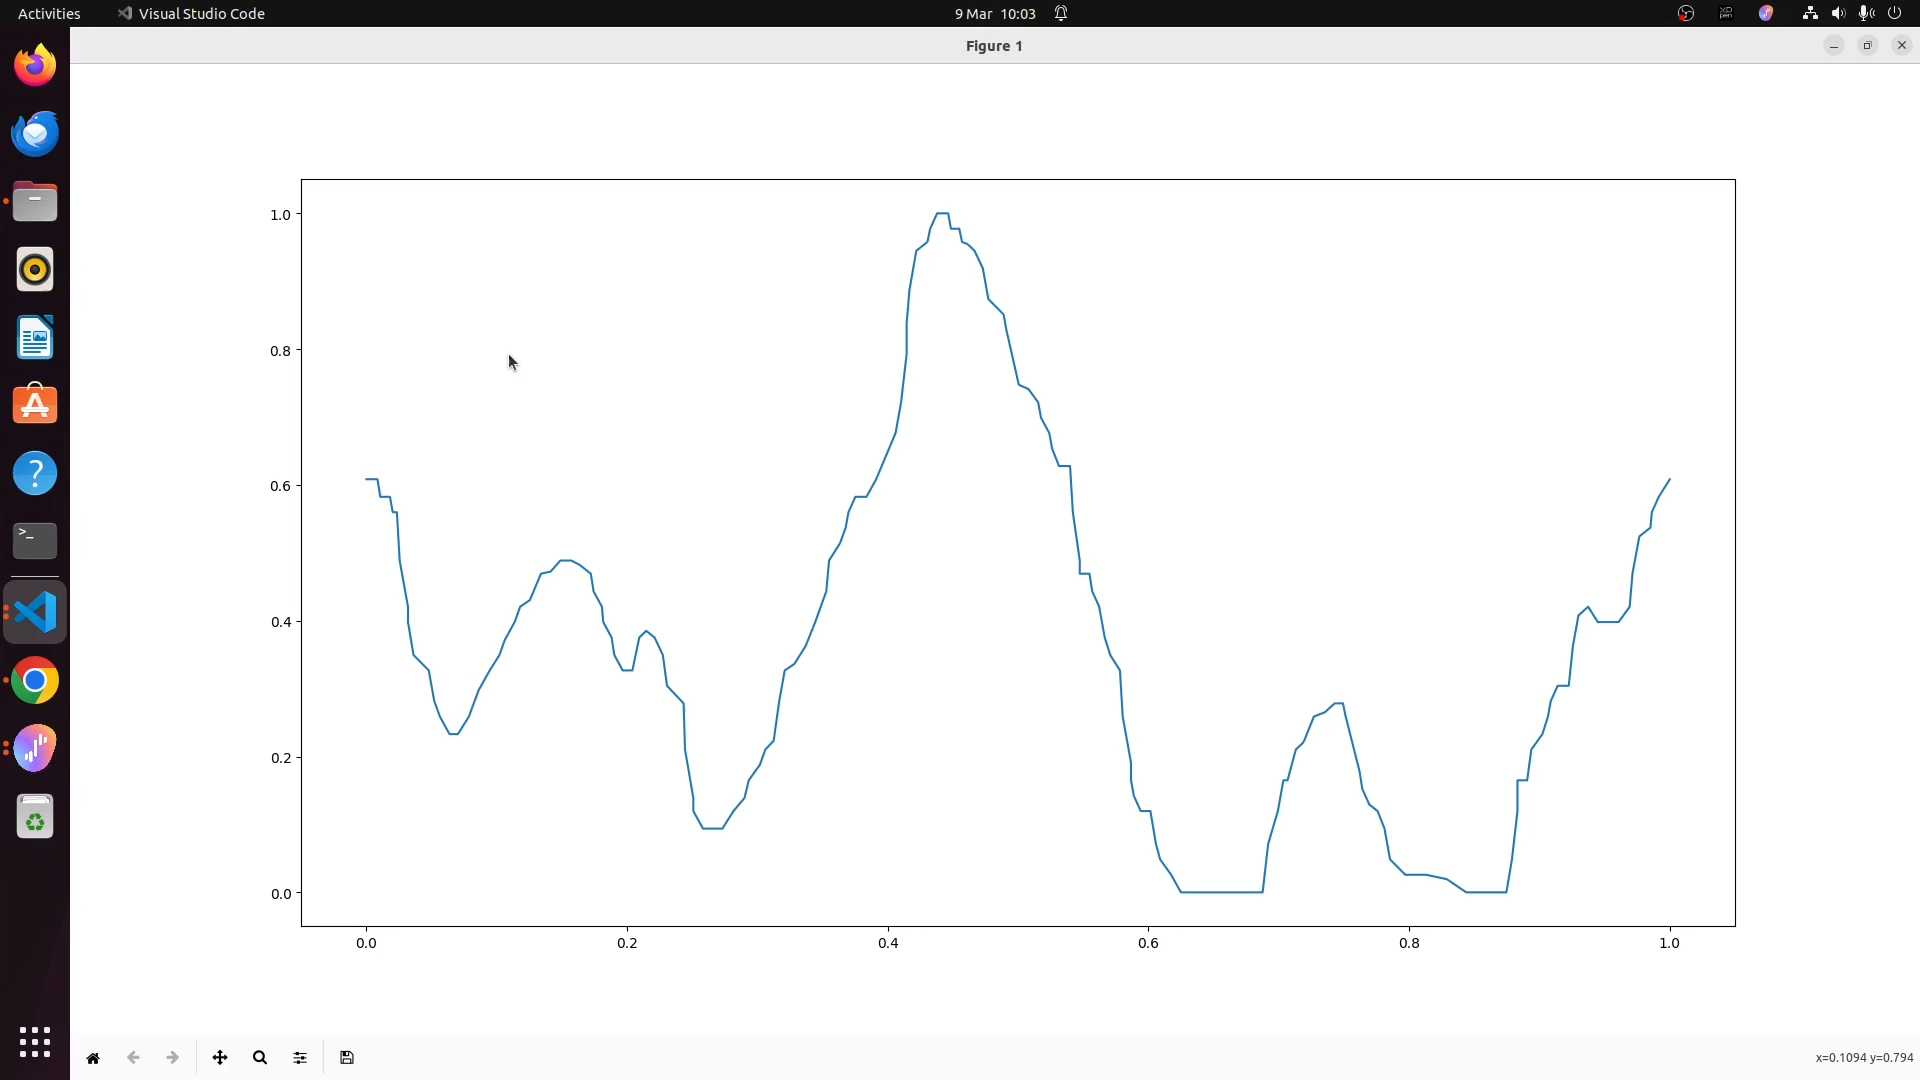 Activities
Visual Studio Code
9 Mar 10:03
XP
pen
Figure 1
1.0
0.8
0.6
0.4
0.2
0.0
0.0 0.2 0.4 0.6 0.8 1.0
x=0.1094 y=0.794